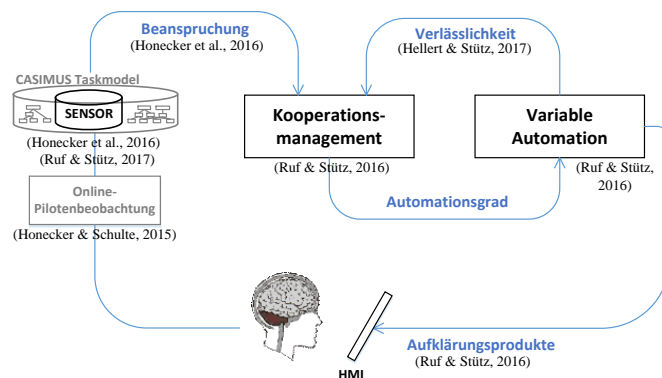 Beanspruchung
(Honecker et al., 2016)
Verlässlichkeit
(Hellert & Stütz, 2017)
CASIMUS Taskmodel
SENSOR
(Honecker et al., 2016)
(Ruf & Stütz, 2017)
Kooperations-
management
(Ruf & Stütz, 2016)
Variable
Automation
(Ruf & Stütz,
2016)
Automationsgrad
Online-
Pilotenbeobachtung
(Honecker & Schulte, 2015)
Aufklärungsprodukte
(Ruf & Stütz, 2016)
HMI